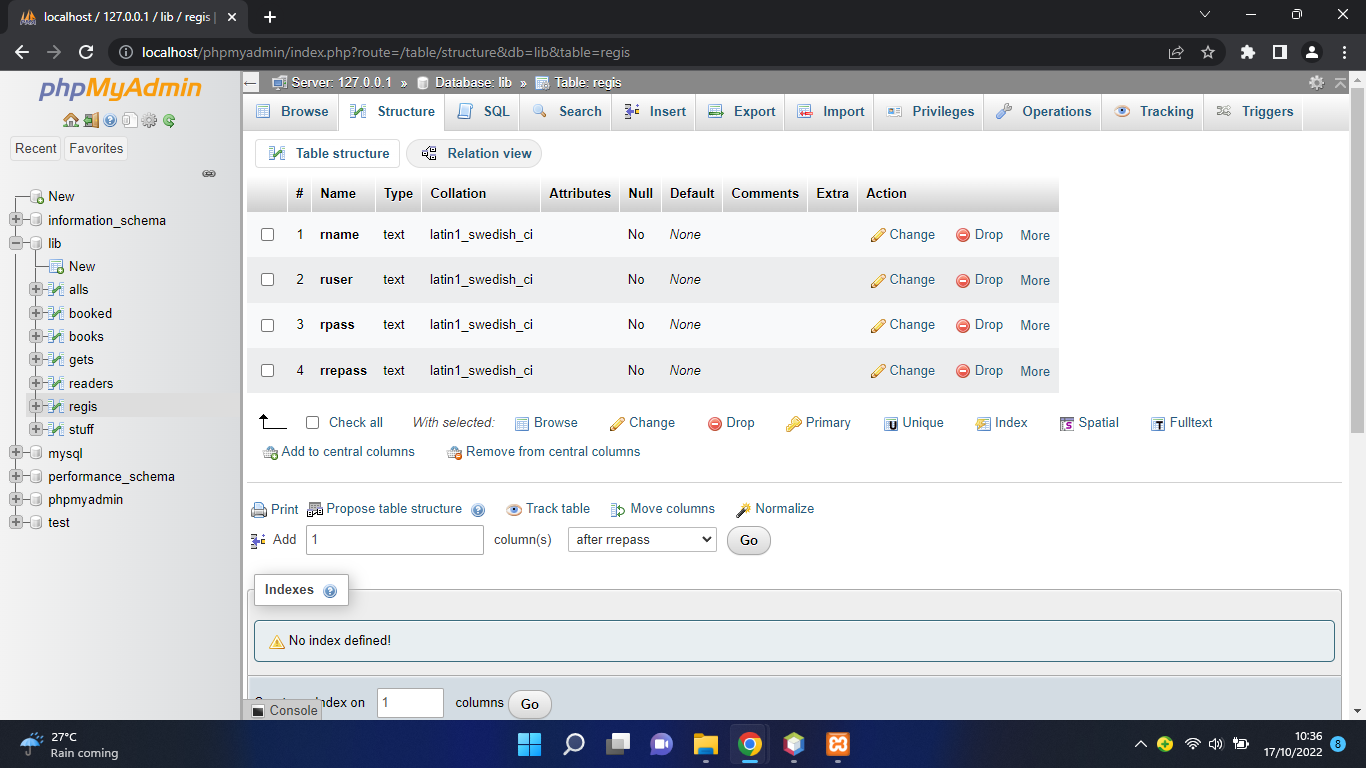 localhost / 127.0.0.1 / lib / regis |
localhost/phpmyadmin/index.php?route=/table/structure&db=lib&table=regis
phpMyAdmin
Recent Favorites
New
information_schema
lib
New
alls
booked
books
gets
readers
regis
stuff
mysql
performance_schema
phpmyadmin
test
Server: 127.0.0.1 » Database: lib » Table: regis
Browse Structure SQL Search Insert Export Import Privileges Operations Tracking Triggers
Table structure Relation view
# Name Type Collation Attributes Null Default Comments Extra Action
1 rname text latin1_swedish_ci No None Change Drop More
2 ruser text latin1_swedish_ci No None Change Drop More
3 rpass text latin1_swedish_ci No None Change Drop More
4 rrepass text latin1_swedish_ci No None Change Drop More
Check all With selected: Browse Change Drop Primary Unique Index Spatial Fulltext
Add to central columns Remove from central columns
Print Propose table structure Track table Move columns Normalize
Add 1 column(s) after rrepass Go
Indexes
No index defined!
index on 1 columns Go
Console
27°C
Rain coming
10:36
17/10/2022 8